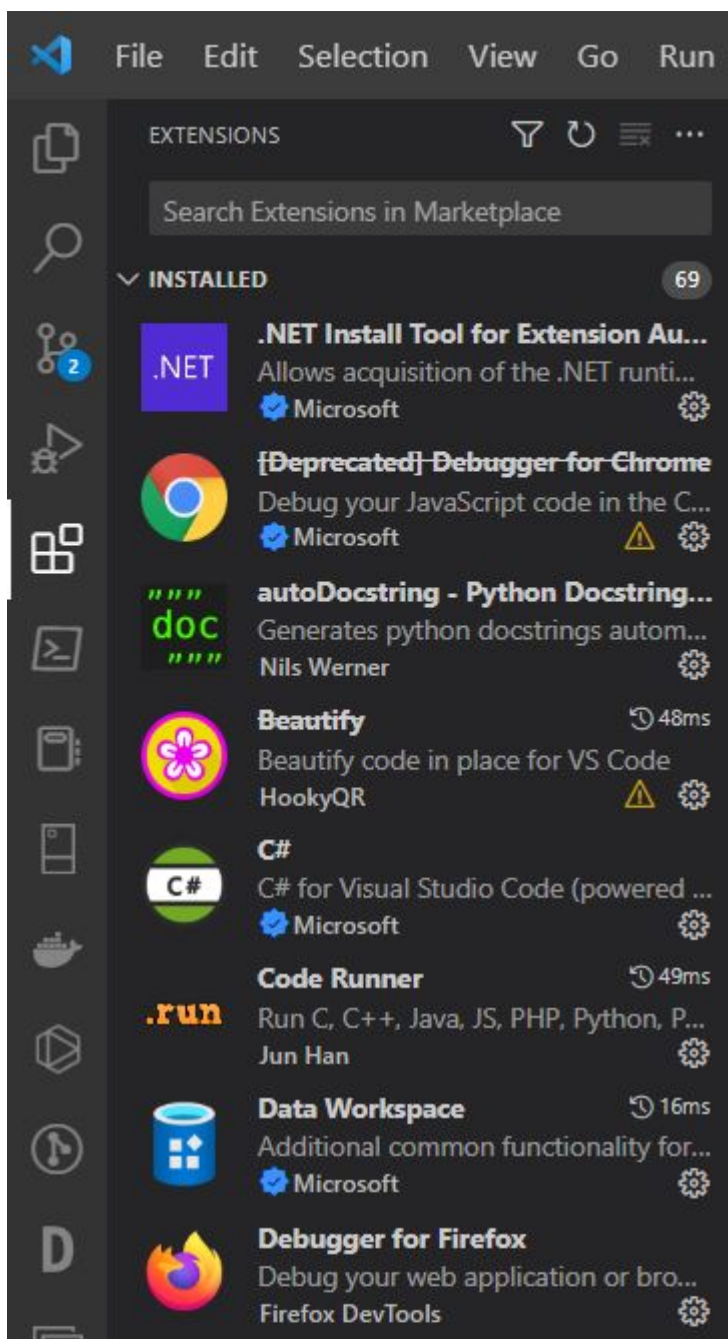 File Edit Selection View Go Run
EXTENSIONS
Search Extensions in Marketplace
INSTALLED 69
.NET
.NET Install Tool for Extension Au...
Allows acquisition of the .NET runti...
Microsoft
[Deprecated] Debugger for Chrome
Debug your JavaScript code in the C...
2
Microsoft
"""
doc
"""
autoDocstring - Python Docstring...
Generates python docstrings autom...
Nils Werner
Beautify 48ms
Beautify code in place for VS Code
HookyQR
C#
C#
C# for Visual Studio Code (powered ...
Microsoft
.run
Code Runner 49ms
Run C, C++, Java, JS, PHP, Python, P...
Jun Han
Data Workspace 16ms
Additional common functionality for...
Microsoft
D
Debugger for Firefox
Debug your web application or bro...
Firefox DevTools